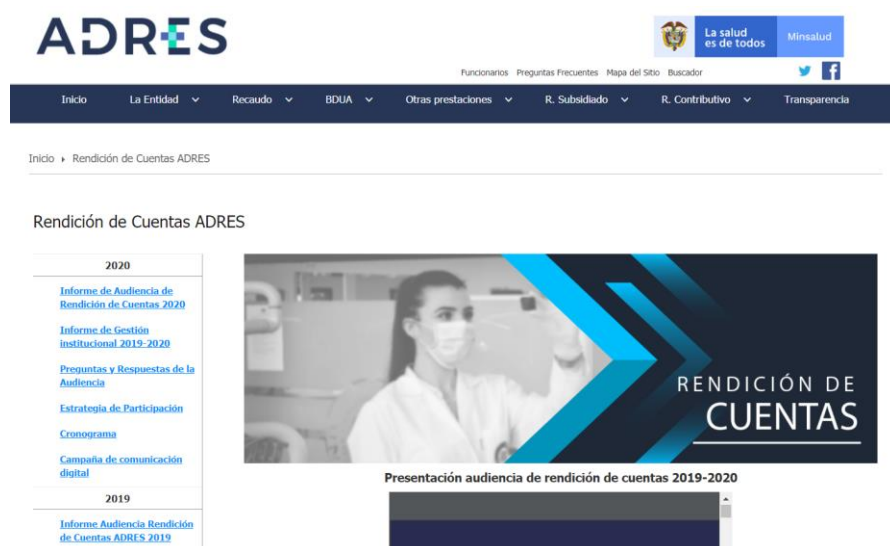 ADRES
La salud
es de todos
Minsalud
Funcionarios Preguntas Frecuentes Mapa del Sitio Buscador
Inicio La Entidad Recaudo BDUA Otras prestaciones R. Subsidiado R. Contributivo Transparencia
Inicio Rendición de Cuentas ADRES
Rendición de Cuentas ADRES
2020
Informe de Audiencia de
Rendición de Cuentas 2020
Informe de Gestión
institucional 2019-2020
Preguntas y Respuestas de la
Audiencia
Estrategia de Participación
Cronograma
Campaña de comunicación
digital
2019
Informe Audiencia Rendición
de Cuentas ADRES 2019
RENDICIÓN DE
CUENTAS
Presentación audiencia de rendición de cuentas 2019-2020